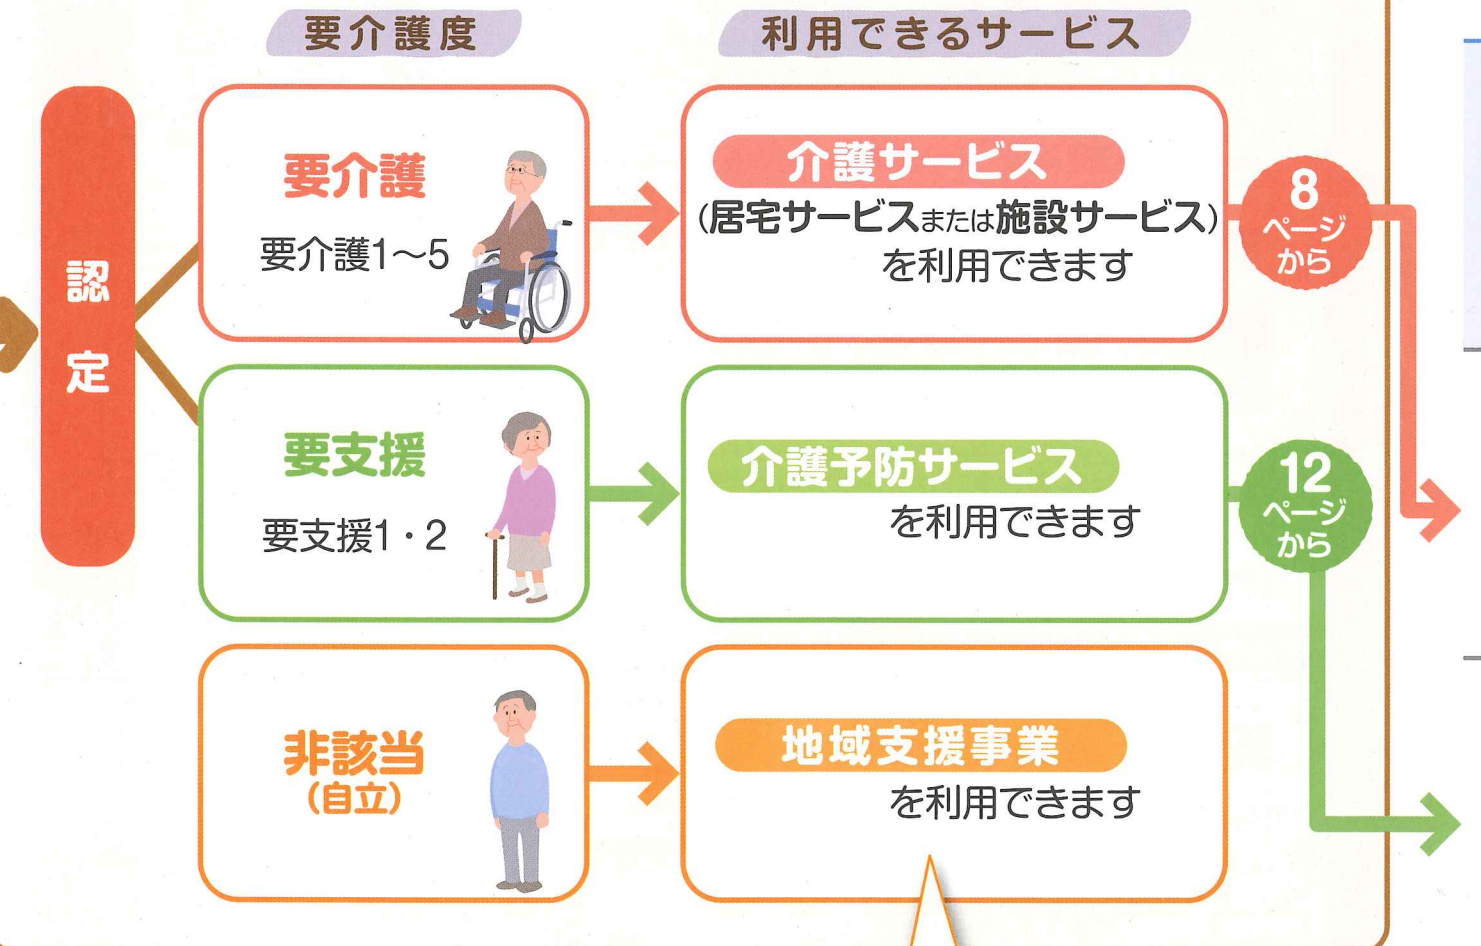 要介護度
利用できるサービス
認定
要介護
要介護1～5
介護サービス
(居宅サービスまたは施設サービス)
を利用できます
8
ページ
から
要支援
要支援1・2
介護予防サービス
を利用できます
12
ページ
から
非該当
(自立)
地域支援事業
を利用できます